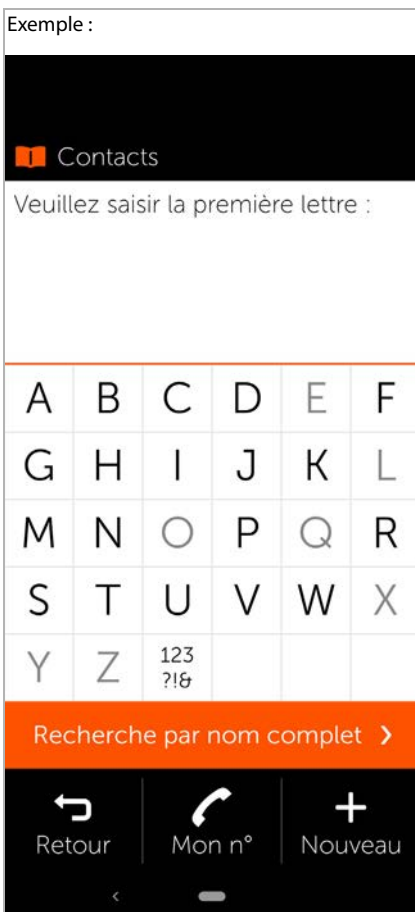 Exemple :
Contacts
Veuillez saisir la première lettre :
A B C D E F
G H I J K L
M N O P Q R
S T U V W X
Y Z 123
?!&
Recherche par nom complet ›
Retour Mon n° Nouveau